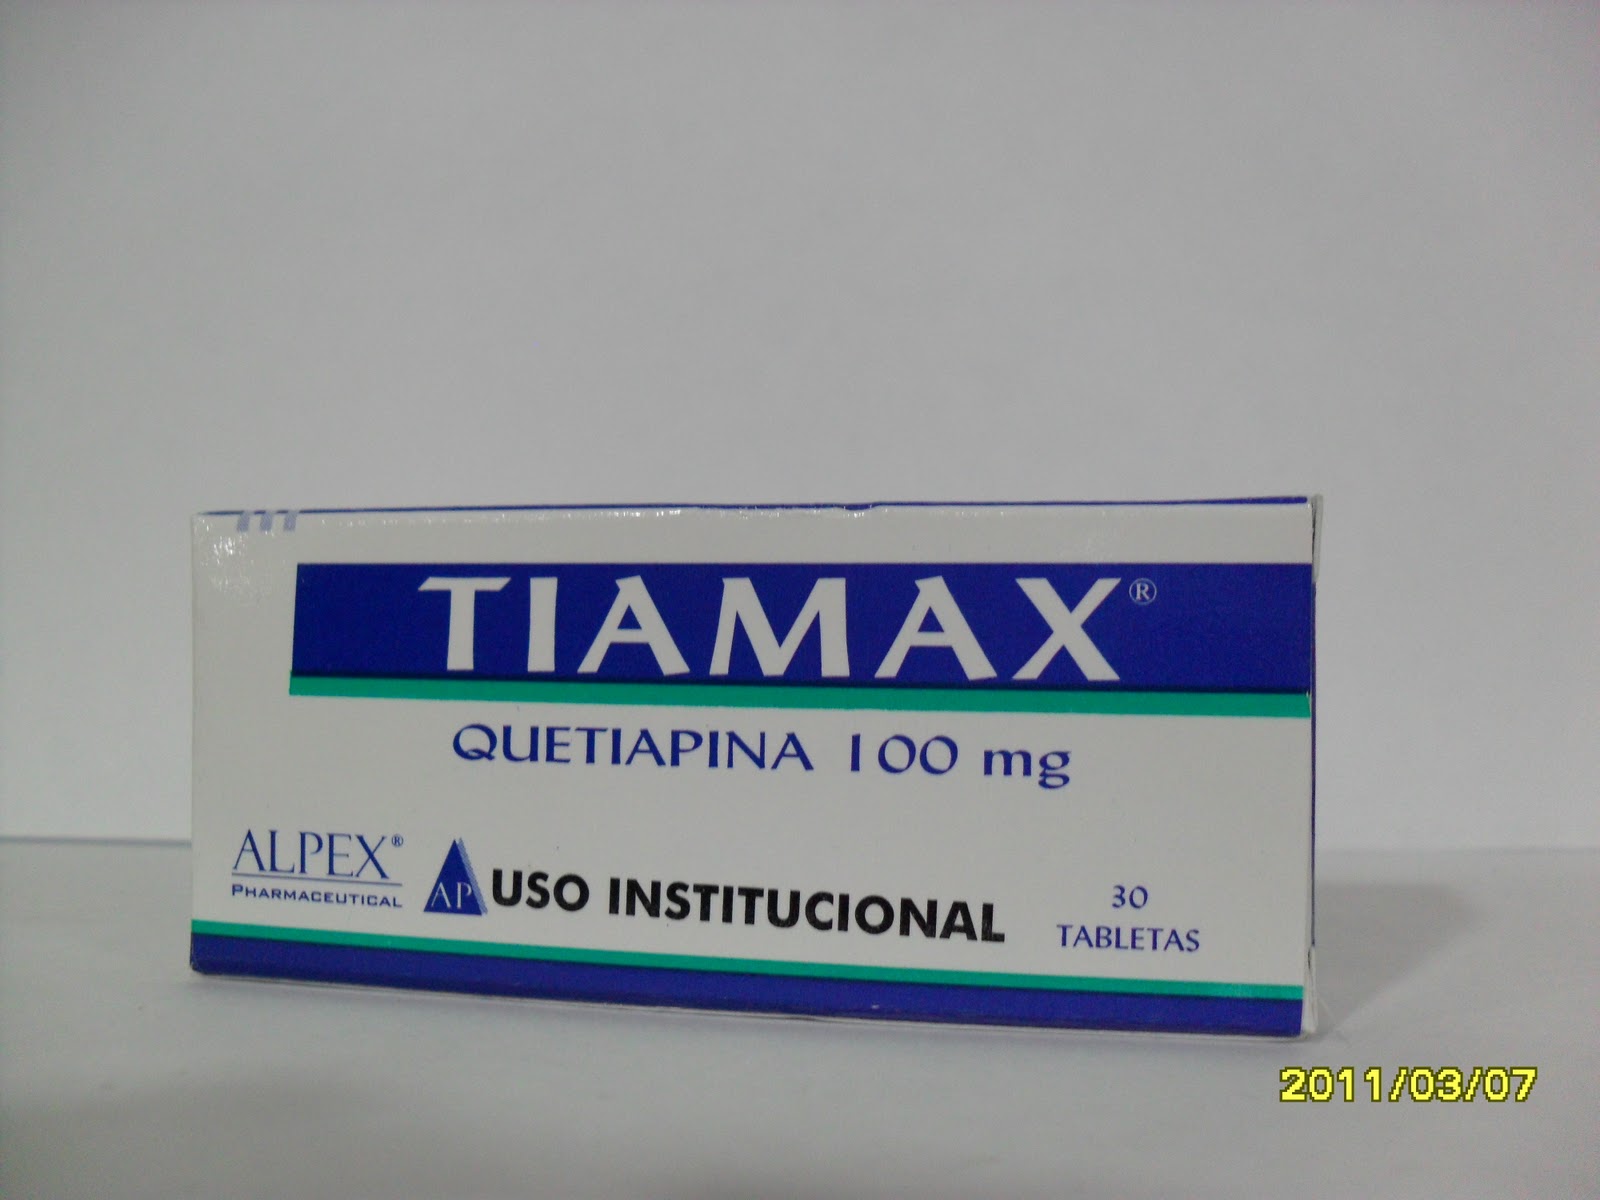 TIAMAX®
QUETIAPINA 100 mg
ALPEX®
PHARMACEUTICAL
AP
USO INSTITUCIONAL
30
TABLETAS
2011/03/07